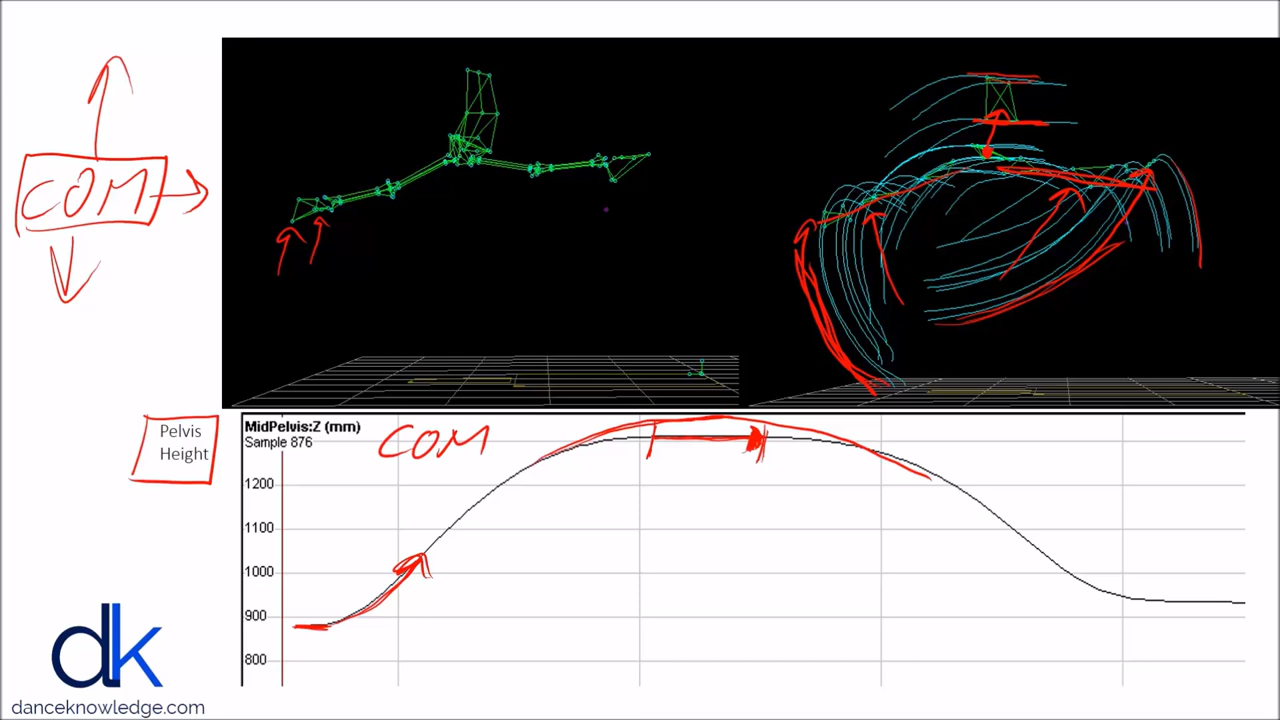 COM
Pelvis
Height
MidPelvis:Z (mm)
Sample 876
COM
1200
1100
1000
900
800
dk
danceknowledge.com